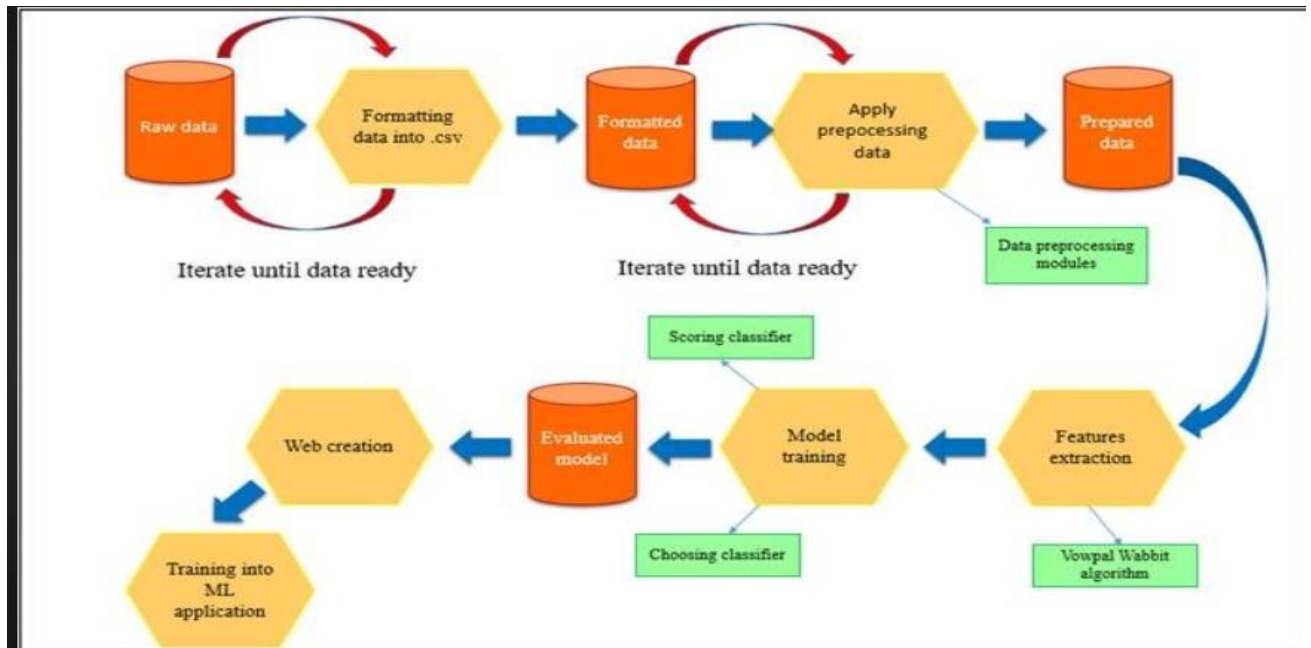 Raw data
Formatting
data into .csv
Formatted
data
Apply
prepocessing
data
Prepared
data
Iterate until data ready
Iterate until data ready
Data preprocessing
modules
Scoring classifier
Web creation
Evaluated
model
Model
training
Features
extraction
Choosing classifier
Vowpal Wabbit
algorithm
Training into
ML
application